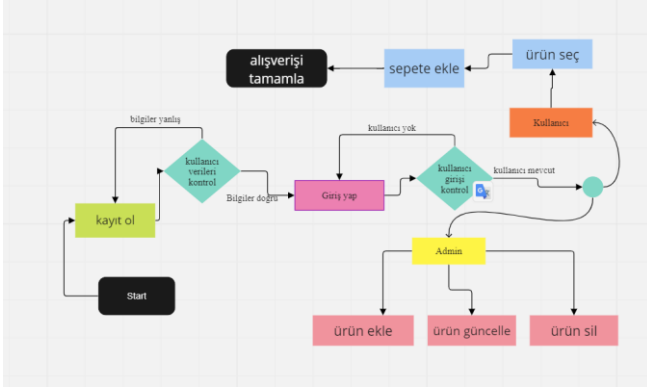 alışverişi
tamamla
sepete ekle
ürün seç
bilgiler yanlış
kullanıcı yok
Kullanıcı
kullanıcı
verileri
kontrol
kullanıcı
girişi
kontrol
kullanıcı mevcut
Bilgiler doğru
Giriş yap
kayıt ol
Admin
Start
ürün ekle
ürün güncelle
ürün sil